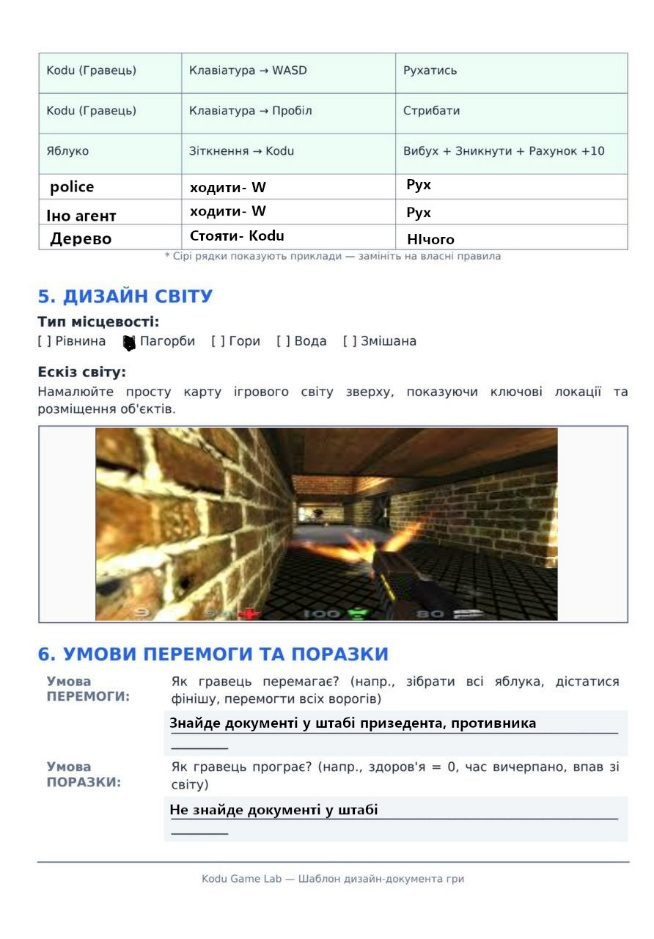 Kodu (Гравець) Клавіатура → WASD Рухатись
Kodu (Гравець) Клавіатура → Пробіл Стрибати
Яблуко Зіткнення → Kodu Вибух + Зникнути + Рахунок +10
police ходити- W Рух
Іно агент ходити- W Рух
Дерево Стояти- Kodu НІчого
* Сірі рядки показують приклади — замініть на власні правила
5. ДИЗАЙН СВІТУ
Тип місцевості:
[ ] Рівнина Пагорби [ ] Гори [ ] Вода [ ] Змішана
Ескіз світу:
Намалюйте просту карту ігрового світу зверху, показуючи ключові локації та
розміщення об'єктів.
100 80
6. УМОВИ ПЕРЕМОГИ ТА ПОРАЗКИ
Умова Як гравець перемагає? (напр., зібрати всі яблука, дістатися
ПЕРЕМОГИ: фінішу, перемогти всіх ворогів)
Знайде документі у штабі призедента, противника
Умова Як гравець програє? (напр., здоров'я = 0, час вичерпано, впав зі
ПОРАЗКИ: світу)
Не знайде документі у штабі
Kodu Game Lab — Шаблон дизайн-документа гри